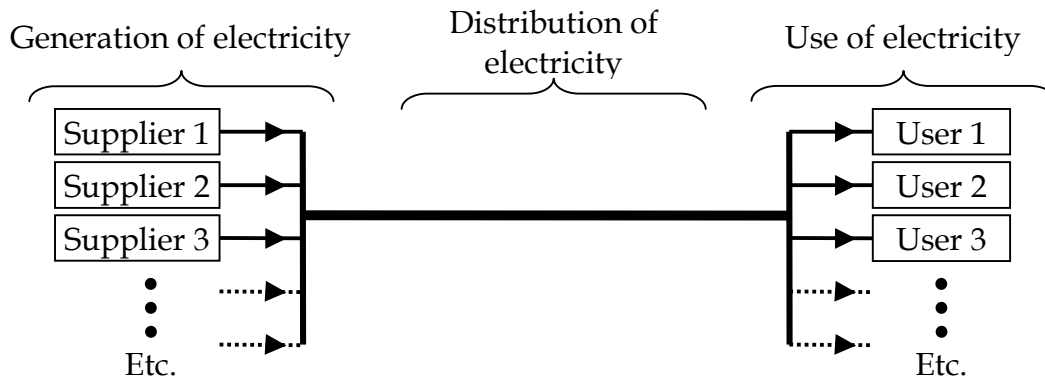 Generation of electricity
Distribution of
electricity
Use of electricity
Supplier 1
Supplier 2
Supplier 3
Etc.
User 1
User 2
User 3
Etc.